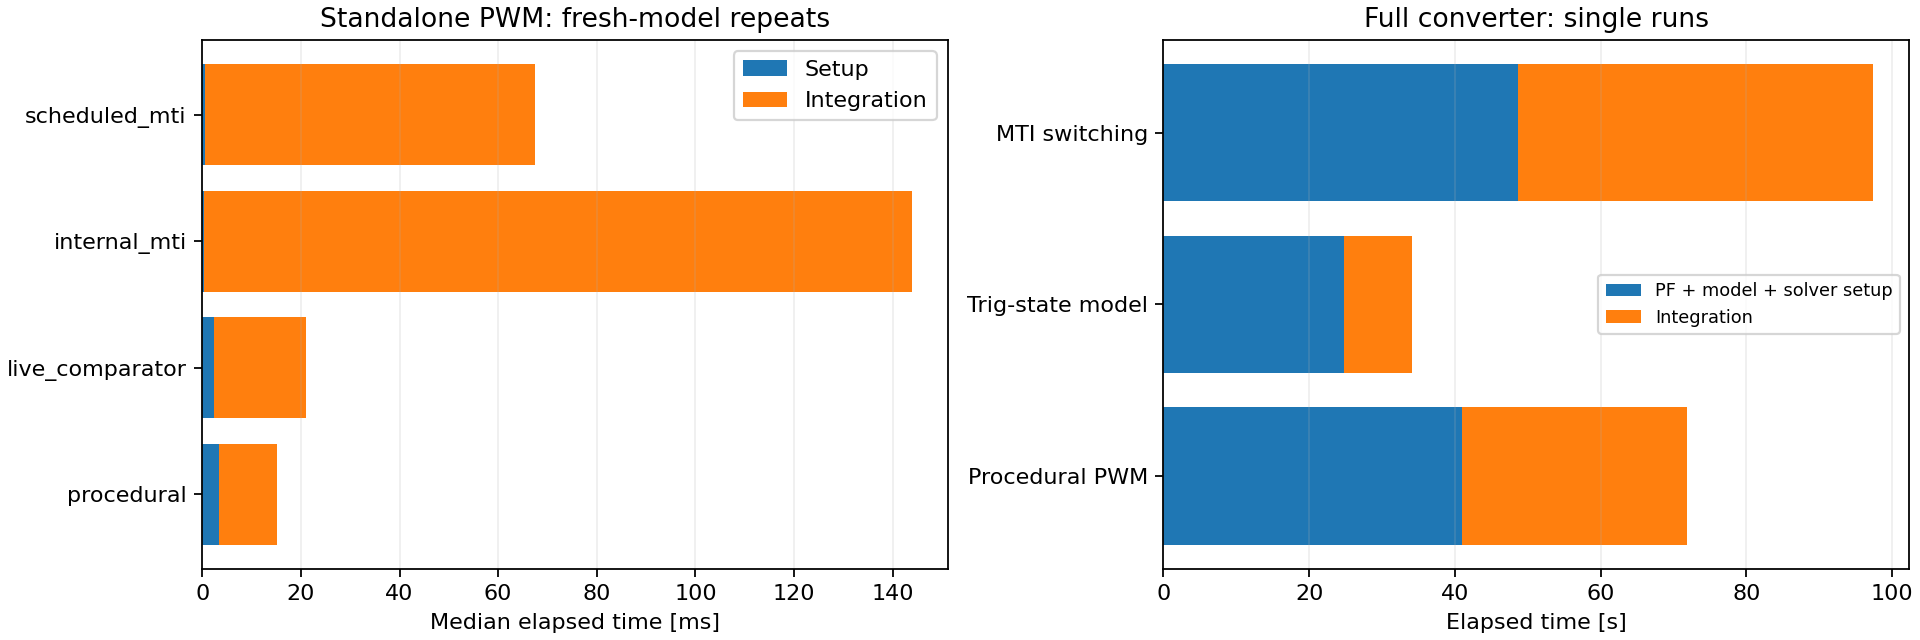 Standalone PWM: fresh-model repeats
Setup
Integration
scheduled_mti
internal_mti
live_comparator
procedural
0 20 40 60 80 100 120 140
Median elapsed time [ms]
Full converter: single runs
MTI switching
Trig-state model
Procedural PWM
PF + model + solver setup
Integration
0 20 40 60 80 100
Elapsed time [s]